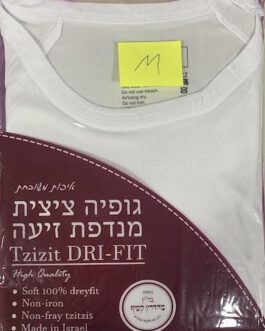 M
Do not use bleach.
Do not iron.
איכות משובחת
גופיה ציצית
מנדפת זיעה
Tzizit DRI-FIT
High Quality
• Soft 100% dreyfit
• Non-iron
• Non-fray tzitzis
• Made in Israel
בד"ץ